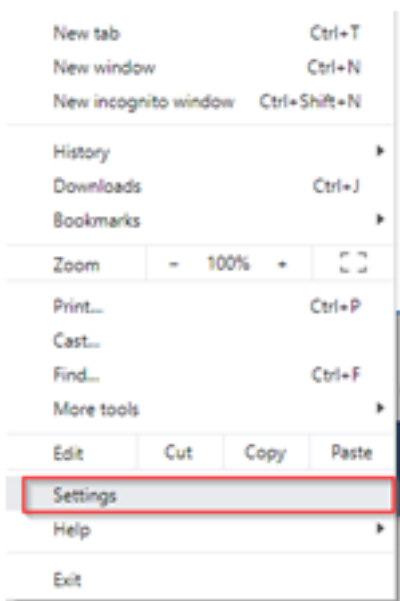 New tab Ctrl+T
New window Ctrl+N
New incognito window Ctrl+Shift+N
History
Downloads Ctrl+J
Bookmarks
Zoom - 100% +
Print... Ctrl+P
Cast...
Find... Ctrl+F
More tools
Edit Cut Copy Paste
Settings
Help
Exit